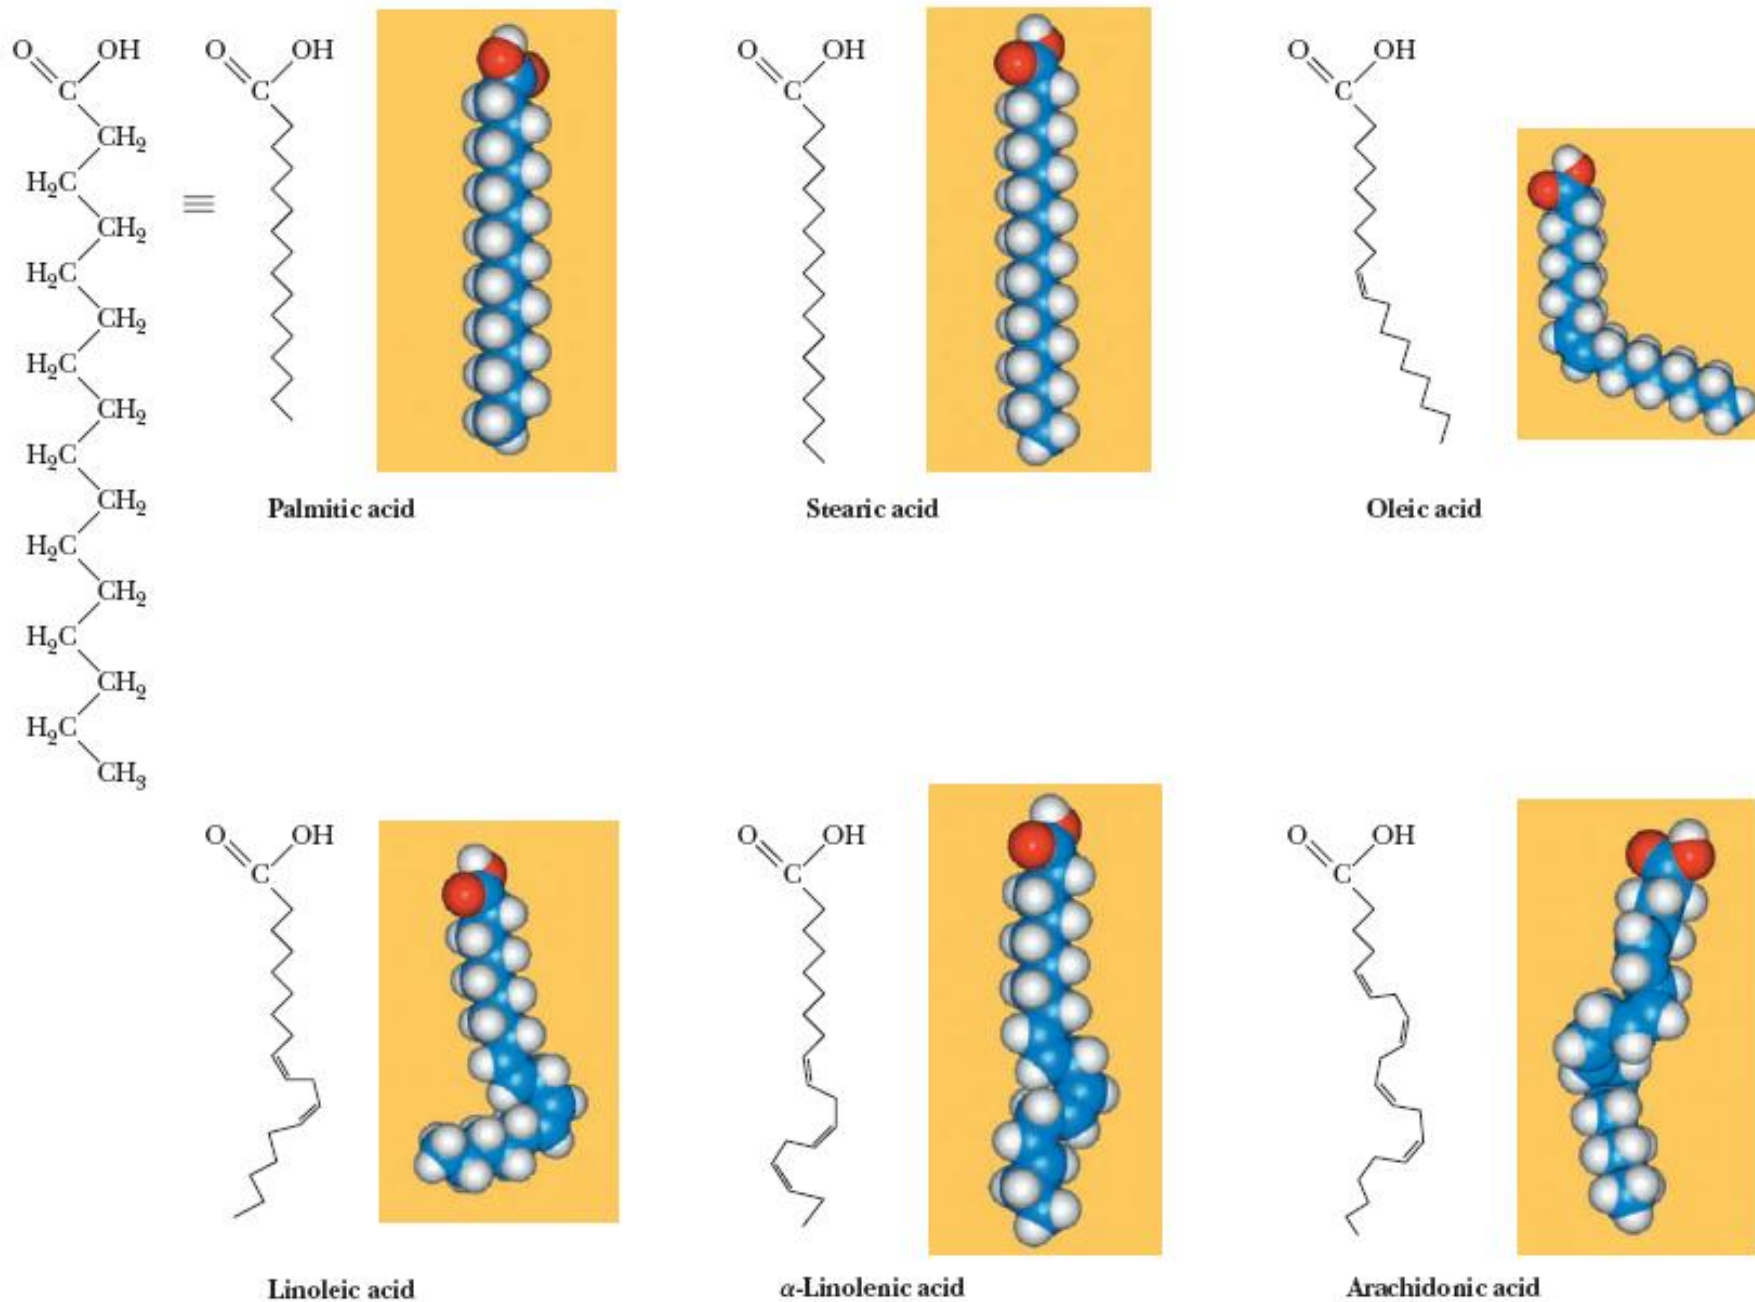 O OH
C
CH₂
H₂C
CH₂
H₂C
CH₂
H₂C
CH₂
H₂C
CH₂
H₂C
CH₂
H₂C
CH₂
H₂C
CH₃
≡
O OH
C
Palmitic acid
O OH
C
Stearic acid
O OH
C
Oleic acid
O OH
C
Linoleic acid
O OH
C
α-Linolenic acid
O OH
C
Arachidonic acid